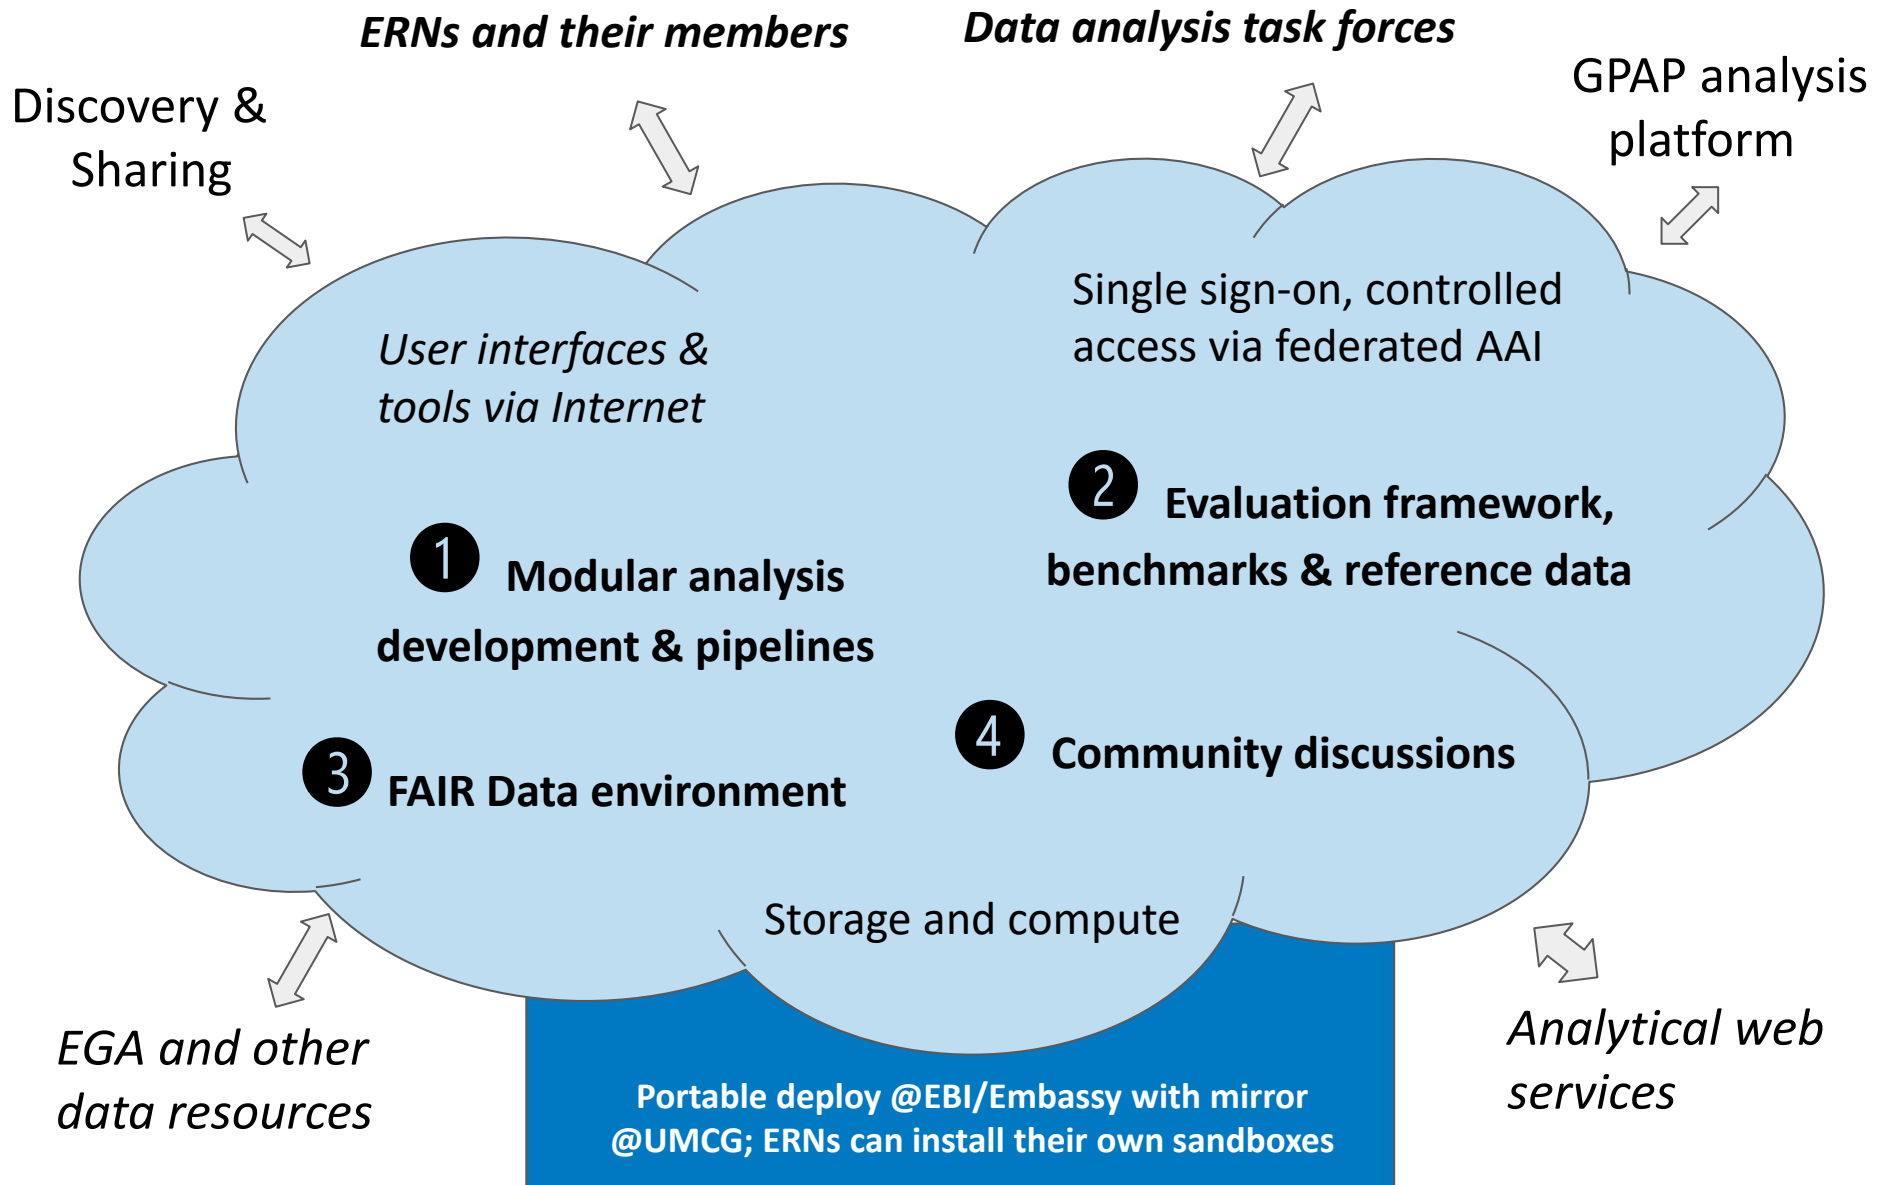 ERNs and their members
Data analysis task forces
Discovery &
Sharing
GPAP analysis
platform
Single sign-on, controlled
access via federated AAI
User interfaces &
tools via Internet
2 Evaluation framework,
benchmarks & reference data
1 Modular analysis
development & pipelines
4 Community discussions
3 FAIR Data environment
Storage and compute
EGA and other
data resources
Analytical web
services
Portable deploy @EBI/Embassy with mirror
@UMCG; ERNs can install their own sandboxes